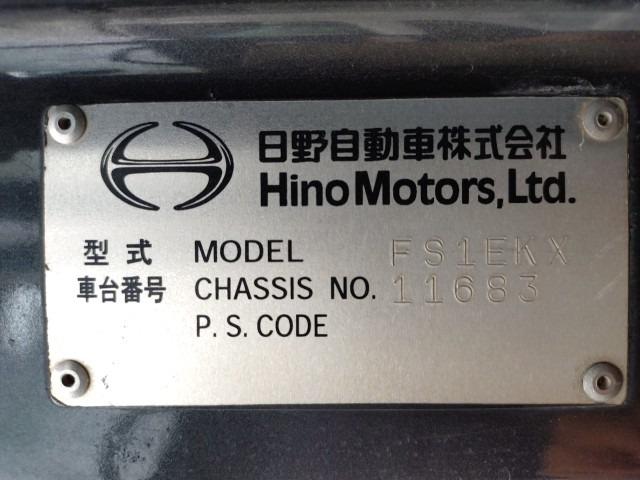 日野自動車株式会社
Hino Motors, Ltd.
型式 MODEL FS1EKX
車台番号 CHASSIS NO. 11683
P. S. CODE